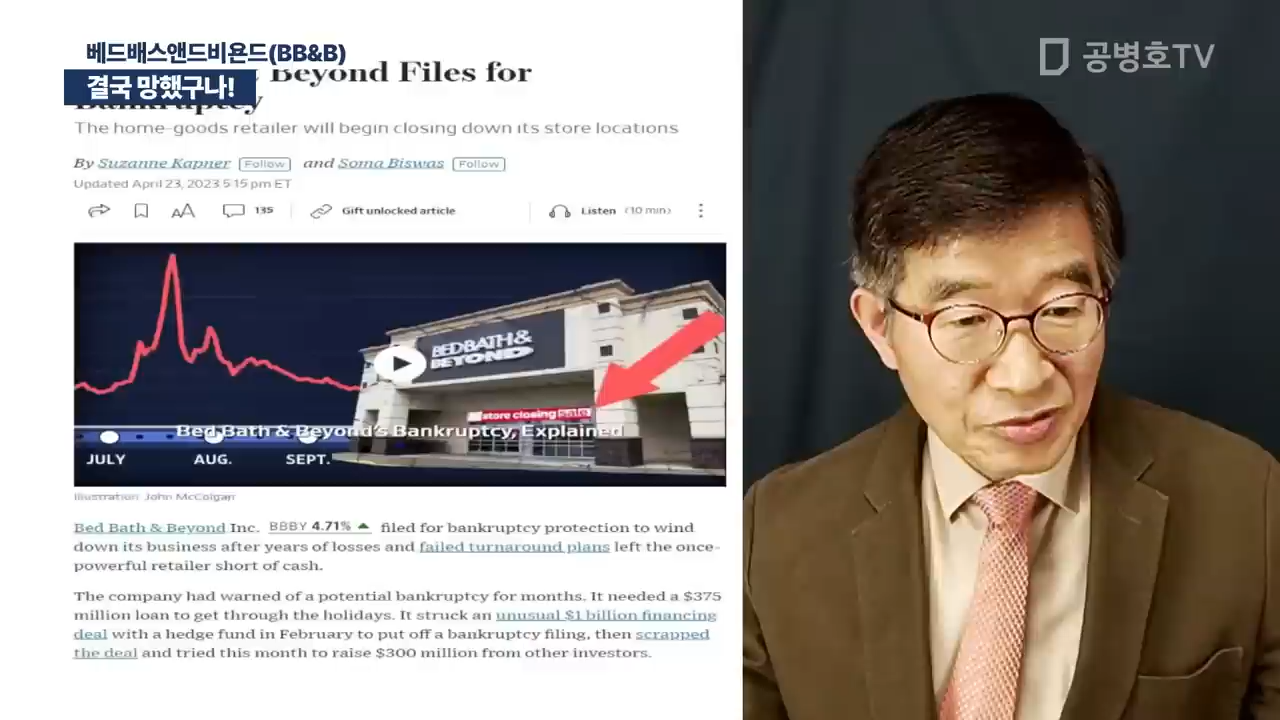 베드배스앤드비욘드(BB&B)
결국 망했구나!
공병호TV
Beyond Files for
Bankruptcy
The home-goods retailer will begin closing down its store locations
By Suzanne Kapner Follow and Soma Biswas Follow
Updated April 23, 2023 5:15 pm ET
AA 135 Gift unlocked article Listen (10 min)
BED BATH &
BEYOND
store closing sale
Bed Bath & Beyond's Bankruptcy, Explained
JULY AUG. SEPT.
Illustration: John McColgan
Bed Bath & Beyond Inc. BBBY 4.71% ▲ filed for bankruptcy protection to wind
down its business after years of losses and failed turnaround plans left the once-
powerful retailer short of cash.
The company had warned of a potential bankruptcy for months. It needed a $375
million loan to get through the holidays. It struck an unusual $1 billion financing
deal with a hedge fund in February to put off a bankruptcy filing, then scrapped
the deal and tried this month to raise $300 million from other investors.